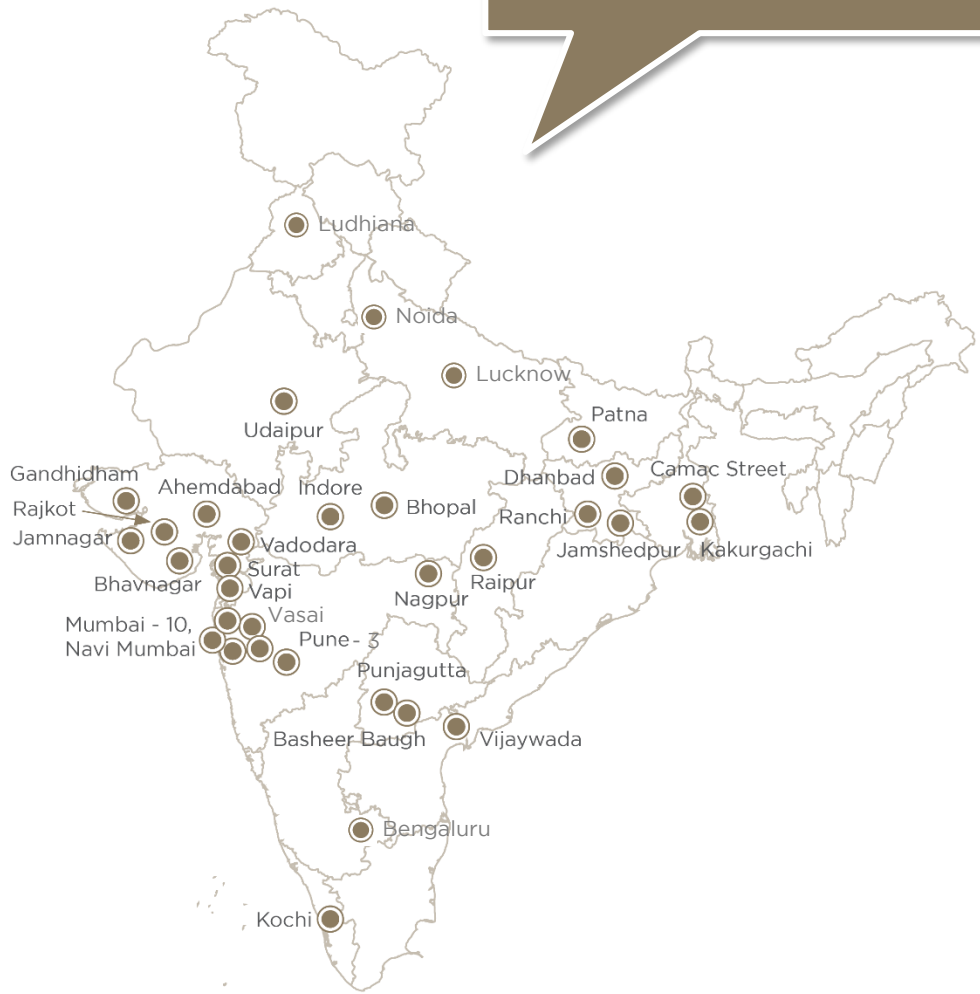 Ludhiana
Noida
Lucknow
Udaipur
Patna
Gandhidham
Ahemdabad
Indore
Bhopal
Dhanbad
Camac Street
Rajkot
Ranchi
Jamnagar
Vadodara
Jamshedpur
Kakurgachi
Bhavnagar
Surat
Vapi
Nagpur
Raipur
Vasai
Mumbai - 10,
Navi Mumbai
Pune - 3
Punjagutta
Basheer Baugh
Vijaywada
Bengaluru
Kochi